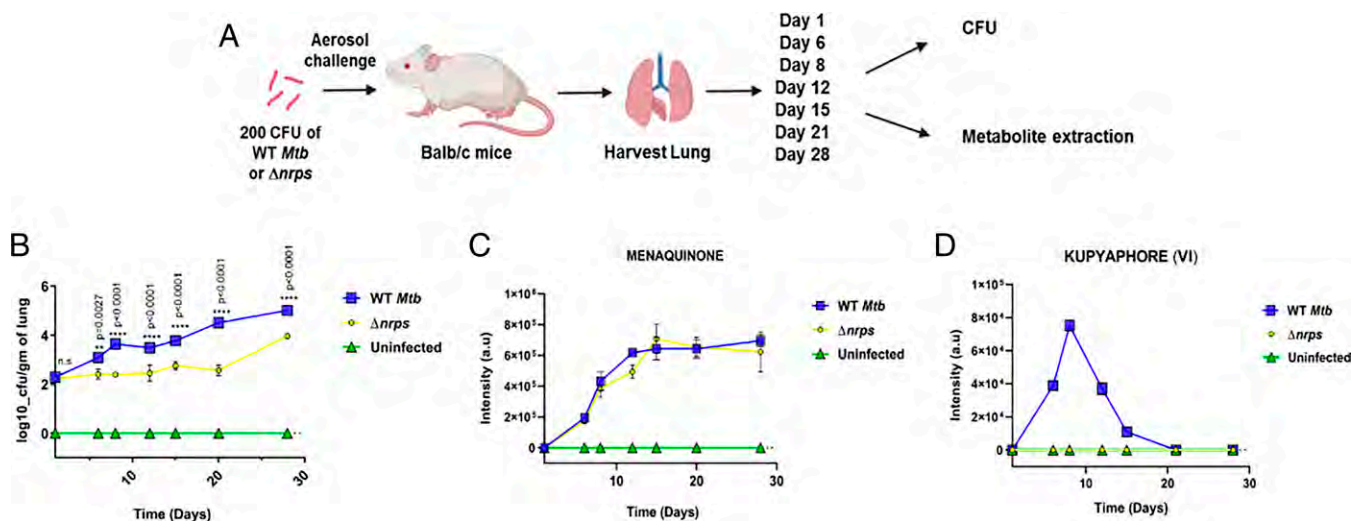 A
Aerosol
challenge
200 CFU of
WT Mtb
or Δnrps
Balb/c mice
Harvest Lung
Day 1
Day 6
Day 8
Day 12
Day 15
Day 21
Day 28
CFU
Metabolite extraction
B
log10_cfu/gm of lung
6
4
2
0
n.s
**
p=0.0027
****
p<0.0001
****
p<0.0001
****
p<0.0001
****
p<0.0001
****
p<0.0001
10
20
30
Time (Days)
WT Mtb
Δnrps
Uninfected
C
MENAQUINONE
Intensity (a.u)
1×10⁶
8×10⁵
6×10⁵
4×10⁵
2×10⁵
0
10
20
30
Time (Days)
WT Mtb
Δnrps
Uninfected
D
KUPYAPHORE (VI)
Intensity (a.u)
1×10⁵
8×10⁴
6×10⁴
4×10⁴
2×10⁴
0
10
20
30
Time (Days)
WT Mtb
Δnrps
Uninfected